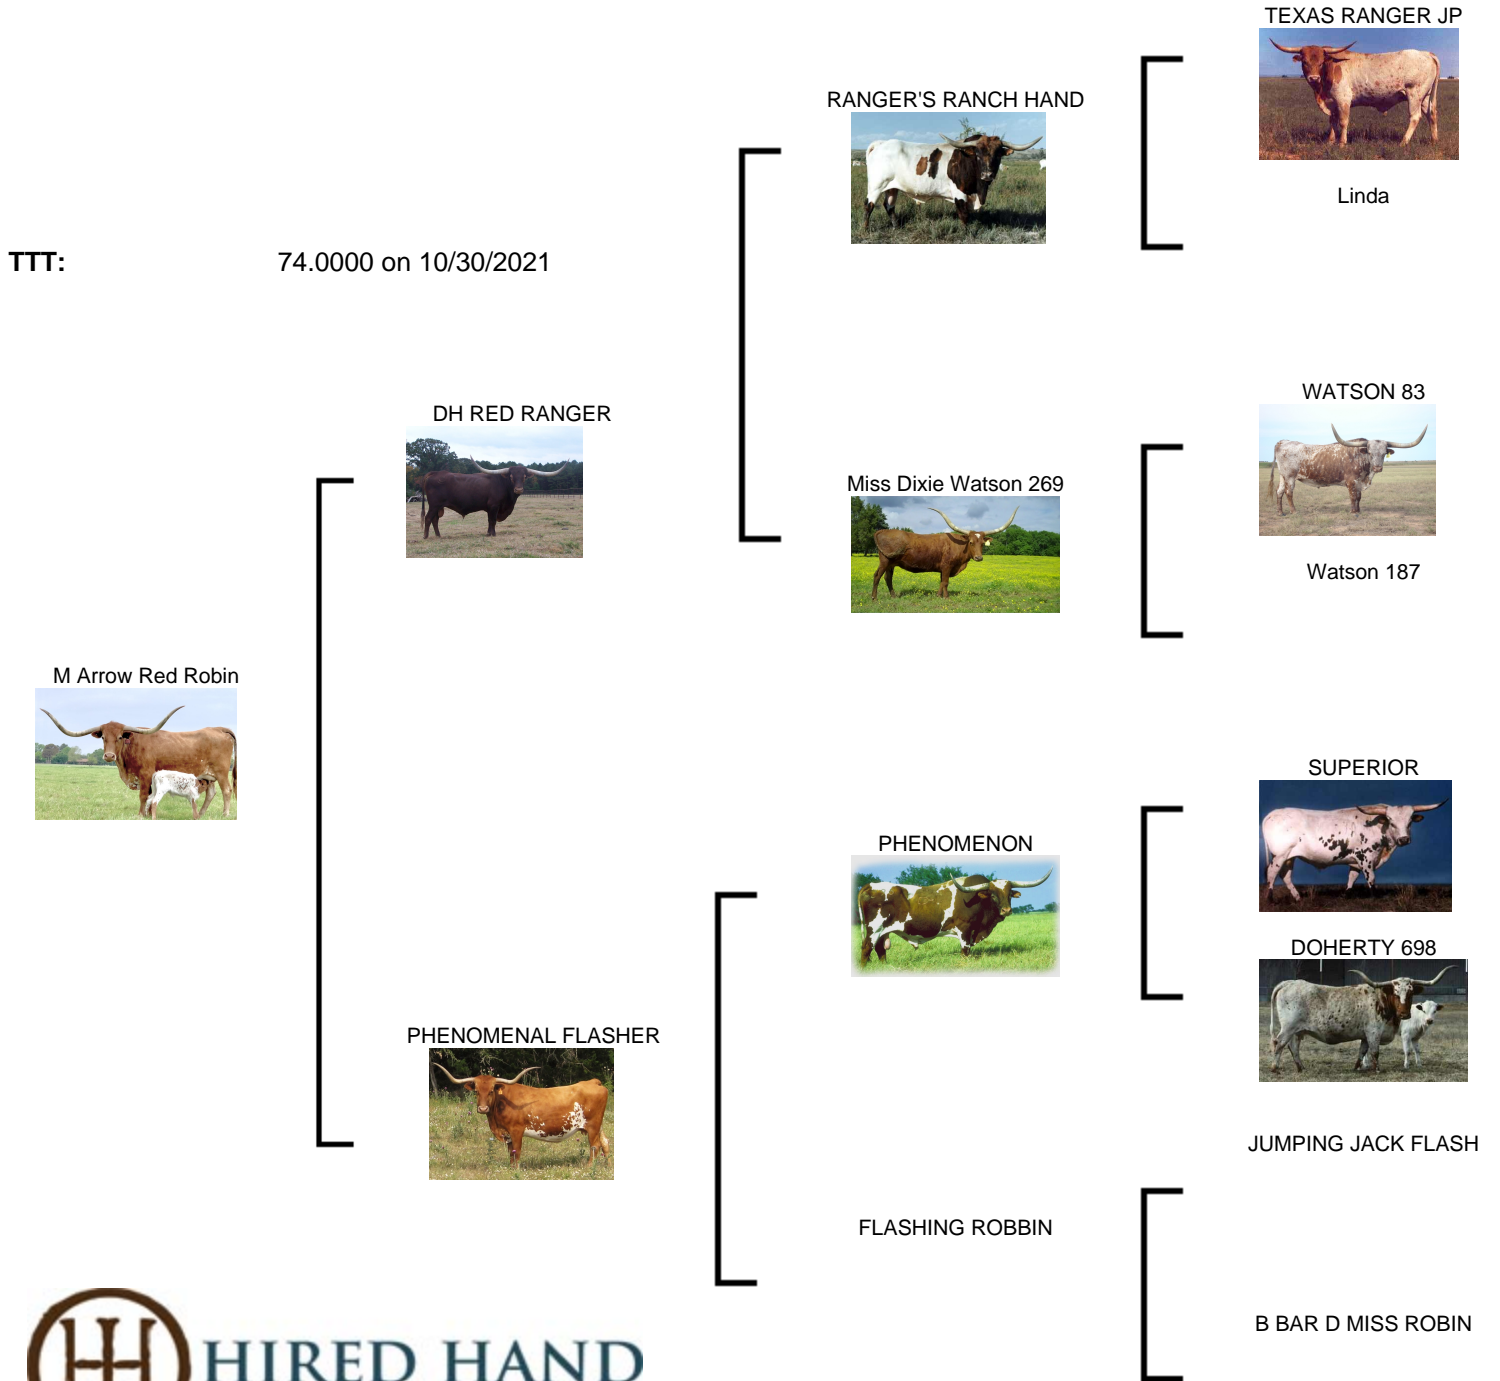 TEXAS RANGER JP
RANGER'S RANCH HAND
Linda
TTT: 74.0000 on 10/30/2021
WATSON 83
DH RED RANGER
Miss Dixie Watson 269
Watson 187
M Arrow Red Robin
SUPERIOR
PHENOMENON
DOHERTY 698
PHENOMENAL FLASHER
JUMPING JACK FLASH
FLASHING ROBBIN
B BAR D MISS ROBIN
HIRED HAND